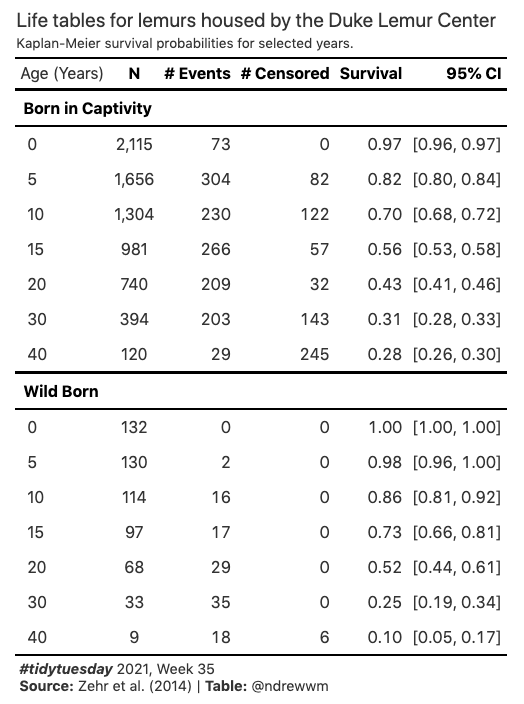 Life tables for lemurs housed by the Duke Lemur Center
Kaplan-Meier survival probabilities for selected years.
Age (Years) N # Events # Censored Survival 95% CI
Born in Captivity
0 2,115 73 0 0.97 [0.96, 0.97]
5 1,656 304 82 0.82 [0.80, 0.84]
10 1,304 230 122 0.70 [0.68, 0.72]
15 981 266 57 0.56 [0.53, 0.58]
20 740 209 32 0.43 [0.41, 0.46]
30 394 203 143 0.31 [0.28, 0.33]
40 120 29 245 0.28 [0.26, 0.30]
Wild Born
0 132 0 0 1.00 [1.00, 1.00]
5 130 2 0 0.98 [0.96, 1.00]
10 114 16 0 0.86 [0.81, 0.92]
15 97 17 0 0.73 [0.66, 0.81]
20 68 29 0 0.52 [0.44, 0.61]
30 33 35 0 0.25 [0.19, 0.34]
40 9 18 6 0.10 [0.05, 0.17]
#tidytuesday 2021, Week 35
Source: Zehr et al. (2014) | Table: @ndrewwm